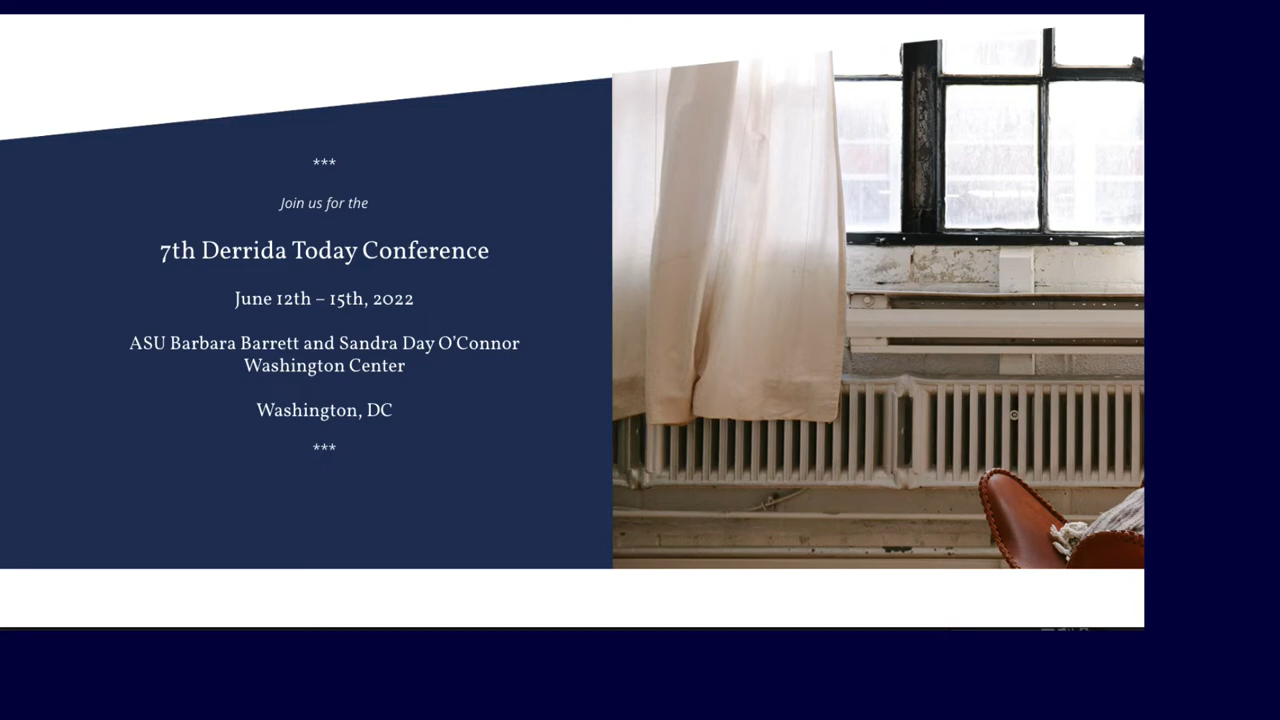 ***
Join us for the
7th Derrida Today Conference
June 12th – 15th, 2022
ASU Barbara Barrett and Sandra Day O’Connor
Washington Center
Washington, DC
***